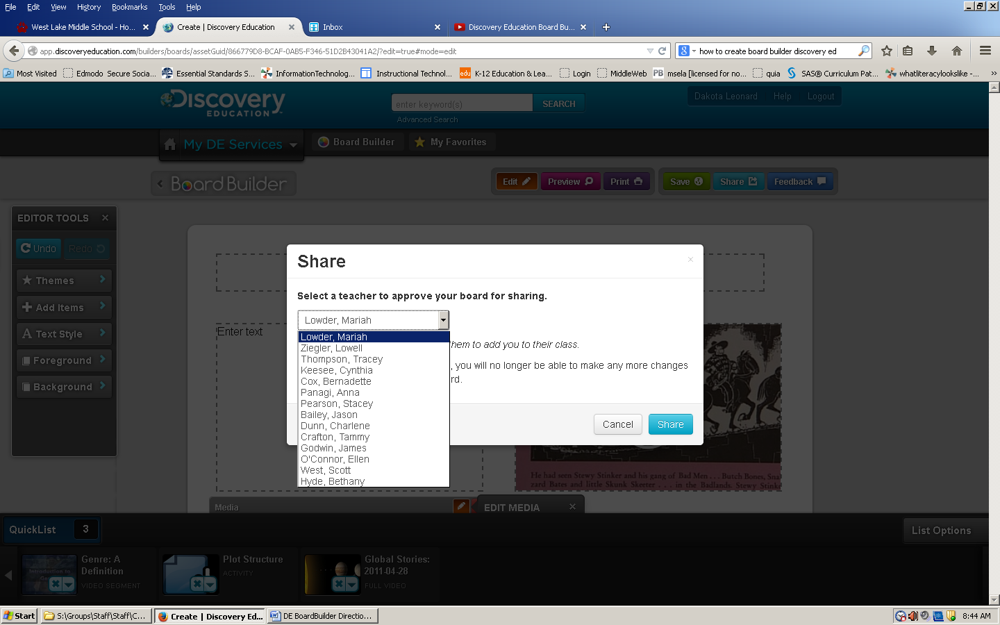 File Edit View History Bookmarks Tools Help
West Lake Middle School - Ho... Create | Discovery Education Inbox Discovery Education Board Bu...
app.discoveryeducation.com/builders/boards/assetGuid/866779D8-BCAF-0AB5-F346-51D2B43041A2/?edit=true#mode=edit how to create board builder discovery ed
Most Visited Edmodo Secure Socia... Essential Standards S... InformationTechnolog... Instructional Technol... edu K-12 Education & Lea... Login MiddleWeb PB msela [licensed for no... quia SAS® Curriculum Pat... whatliteracylookslike -... »
Discovery
EDUCATION
enter keyword(s) SEARCH
Advanced Search
Dakota Leonard Help Logout
My DE Services Board Builder My Favorites
Board Builder Edit Preview Print Save Share Feedback
EDITOR TOOLS
Undo Redo
Themes
Add Items
Text Style
Foreground
Background
Enter text
Share
Select a teacher to approve your board for sharing.
Lowder, Mariah
Lowder, Mariah
Ziegler, Lowell
Thompson, Tracey
Keesee, Cynthia
Cox, Bernadette
Panagi, Anna
Pearson, Stacey
Bailey, Jason
Dunn, Charlene
Crafton, Tammy
Godwin, James
O'Connor, Ellen
West, Scott
Hyde, Bethany
them to add you to their class.
, you will no longer be able to make any more changes
rd.
Cancel Share
He had seen Stewy Stinker and his gang of Bad Men . . . Butch Bones, Sna
zard Bates and little Skunk Skeeter . . . . in the Badlands. Stewy Stink
Media EDIT MEDIA
QuickList 3 List Options
Genre: A
Definition
VIDEO SEGMENT
Plot Structure
ACTIVITY
Global Stories:
2011-04-28
FULL VIDEO
Start S:\Groups\Staff\Staff\C... Create | Discovery Ed... DE BoardBuilder Directio... 8:44 AM